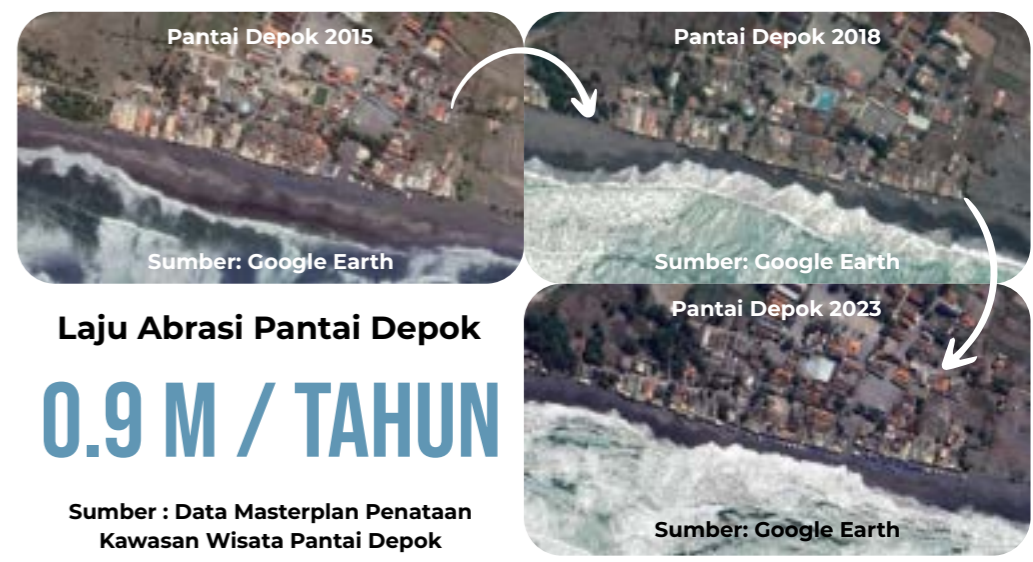 Pantai Depok 2015
Sumber: Google Earth
Pantai Depok 2018
Sumber: Google Earth
Pantai Depok 2023
Sumber: Google Earth
Laju Abrasi Pantai Depok
0.9 M / TAHUN
Sumber : Data Masterplan Penataan
Kawasan Wisata Pantai Depok